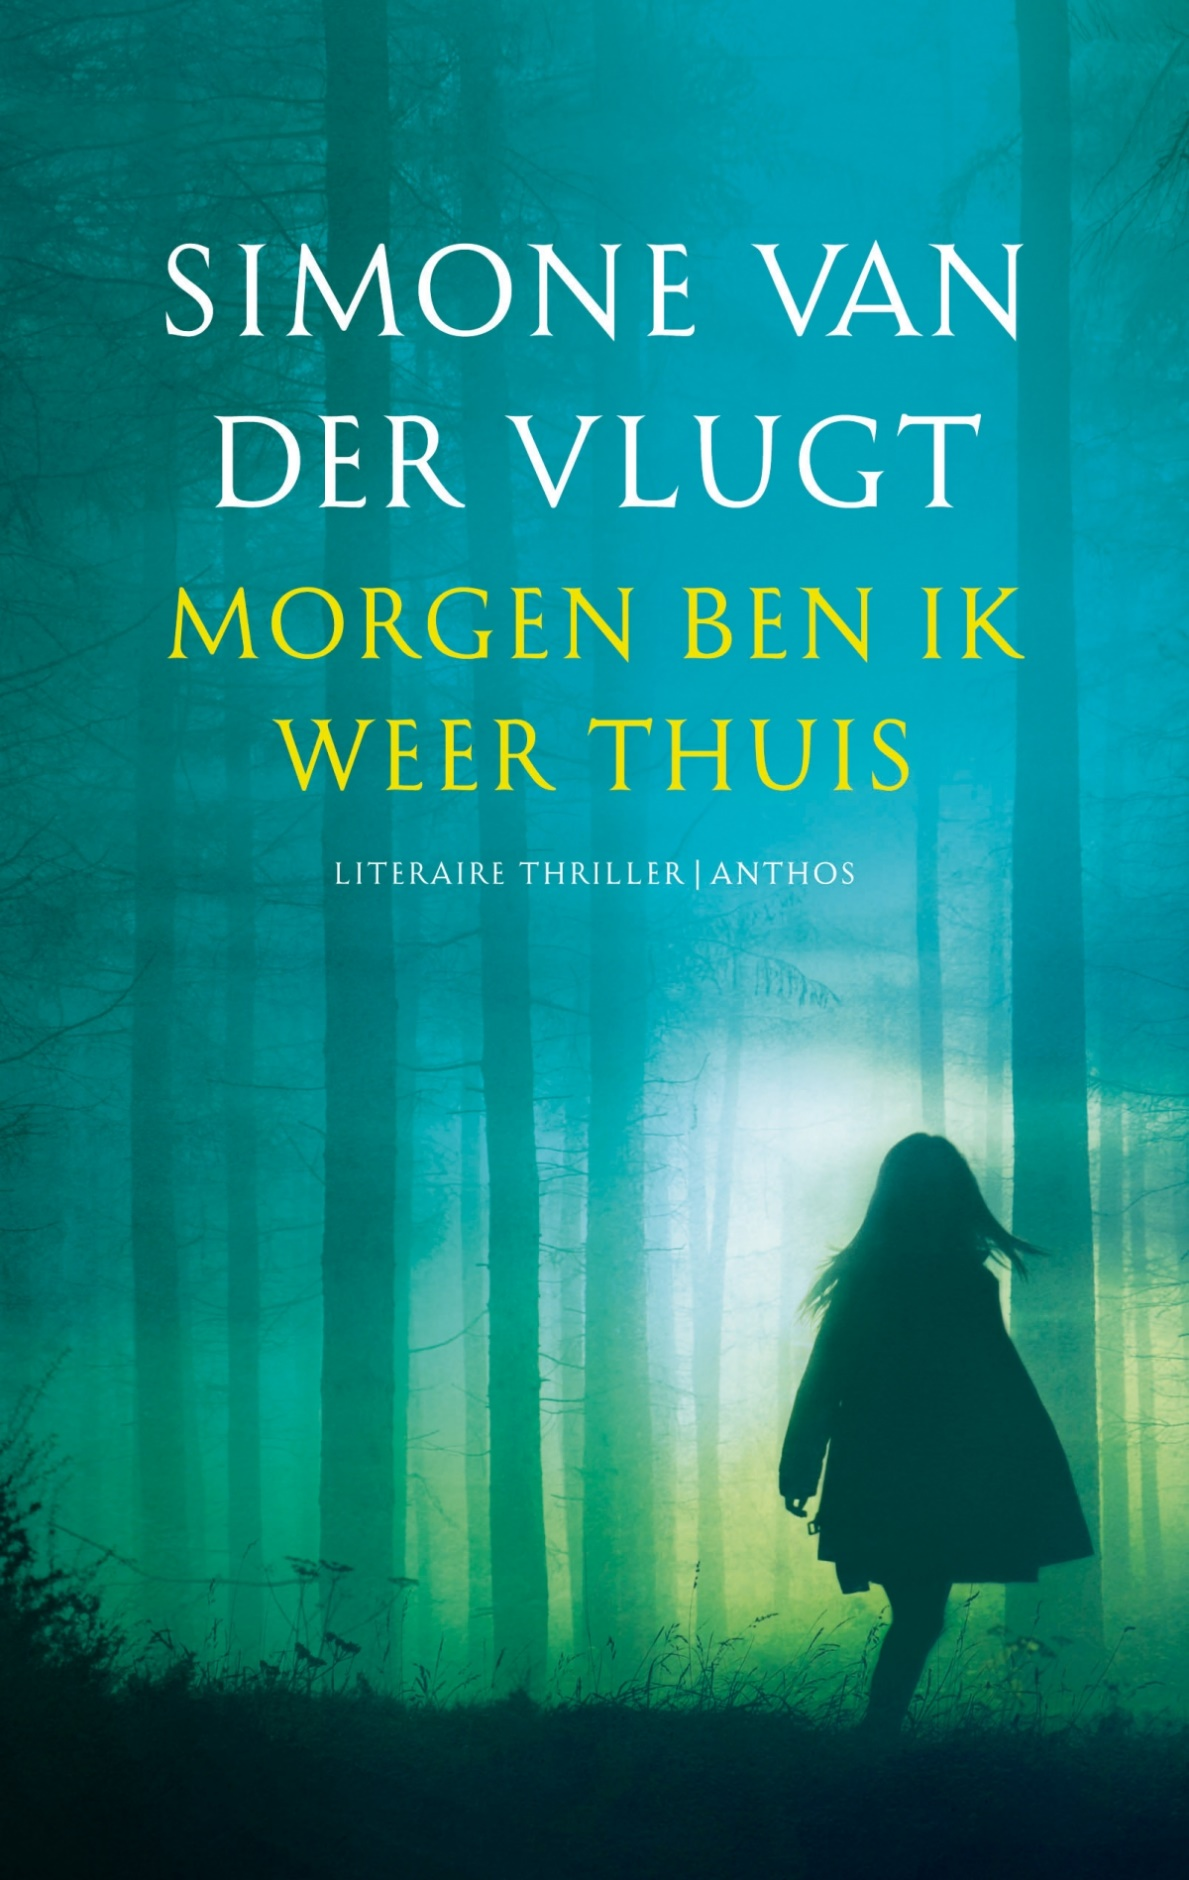 SIMONE VAN
DER VLUGT
MORGEN BEN IK
WEER THUIS
LITERAIRE THRILLER | ANTHOS